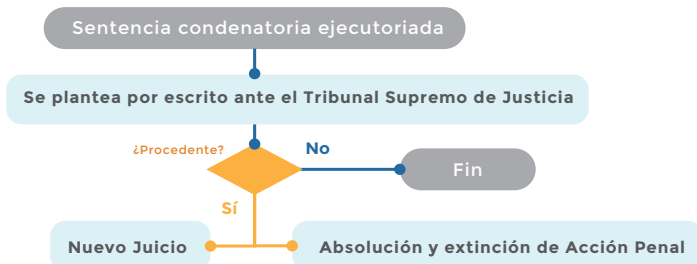 Sentencia condenatoria ejecutoriada
Se plantea por escrito ante el Tribunal Supremo de Justicia
¿Procedente?
No
Fin
Sí
Nuevo Juicio
Absolución y extinción de Acción Penal